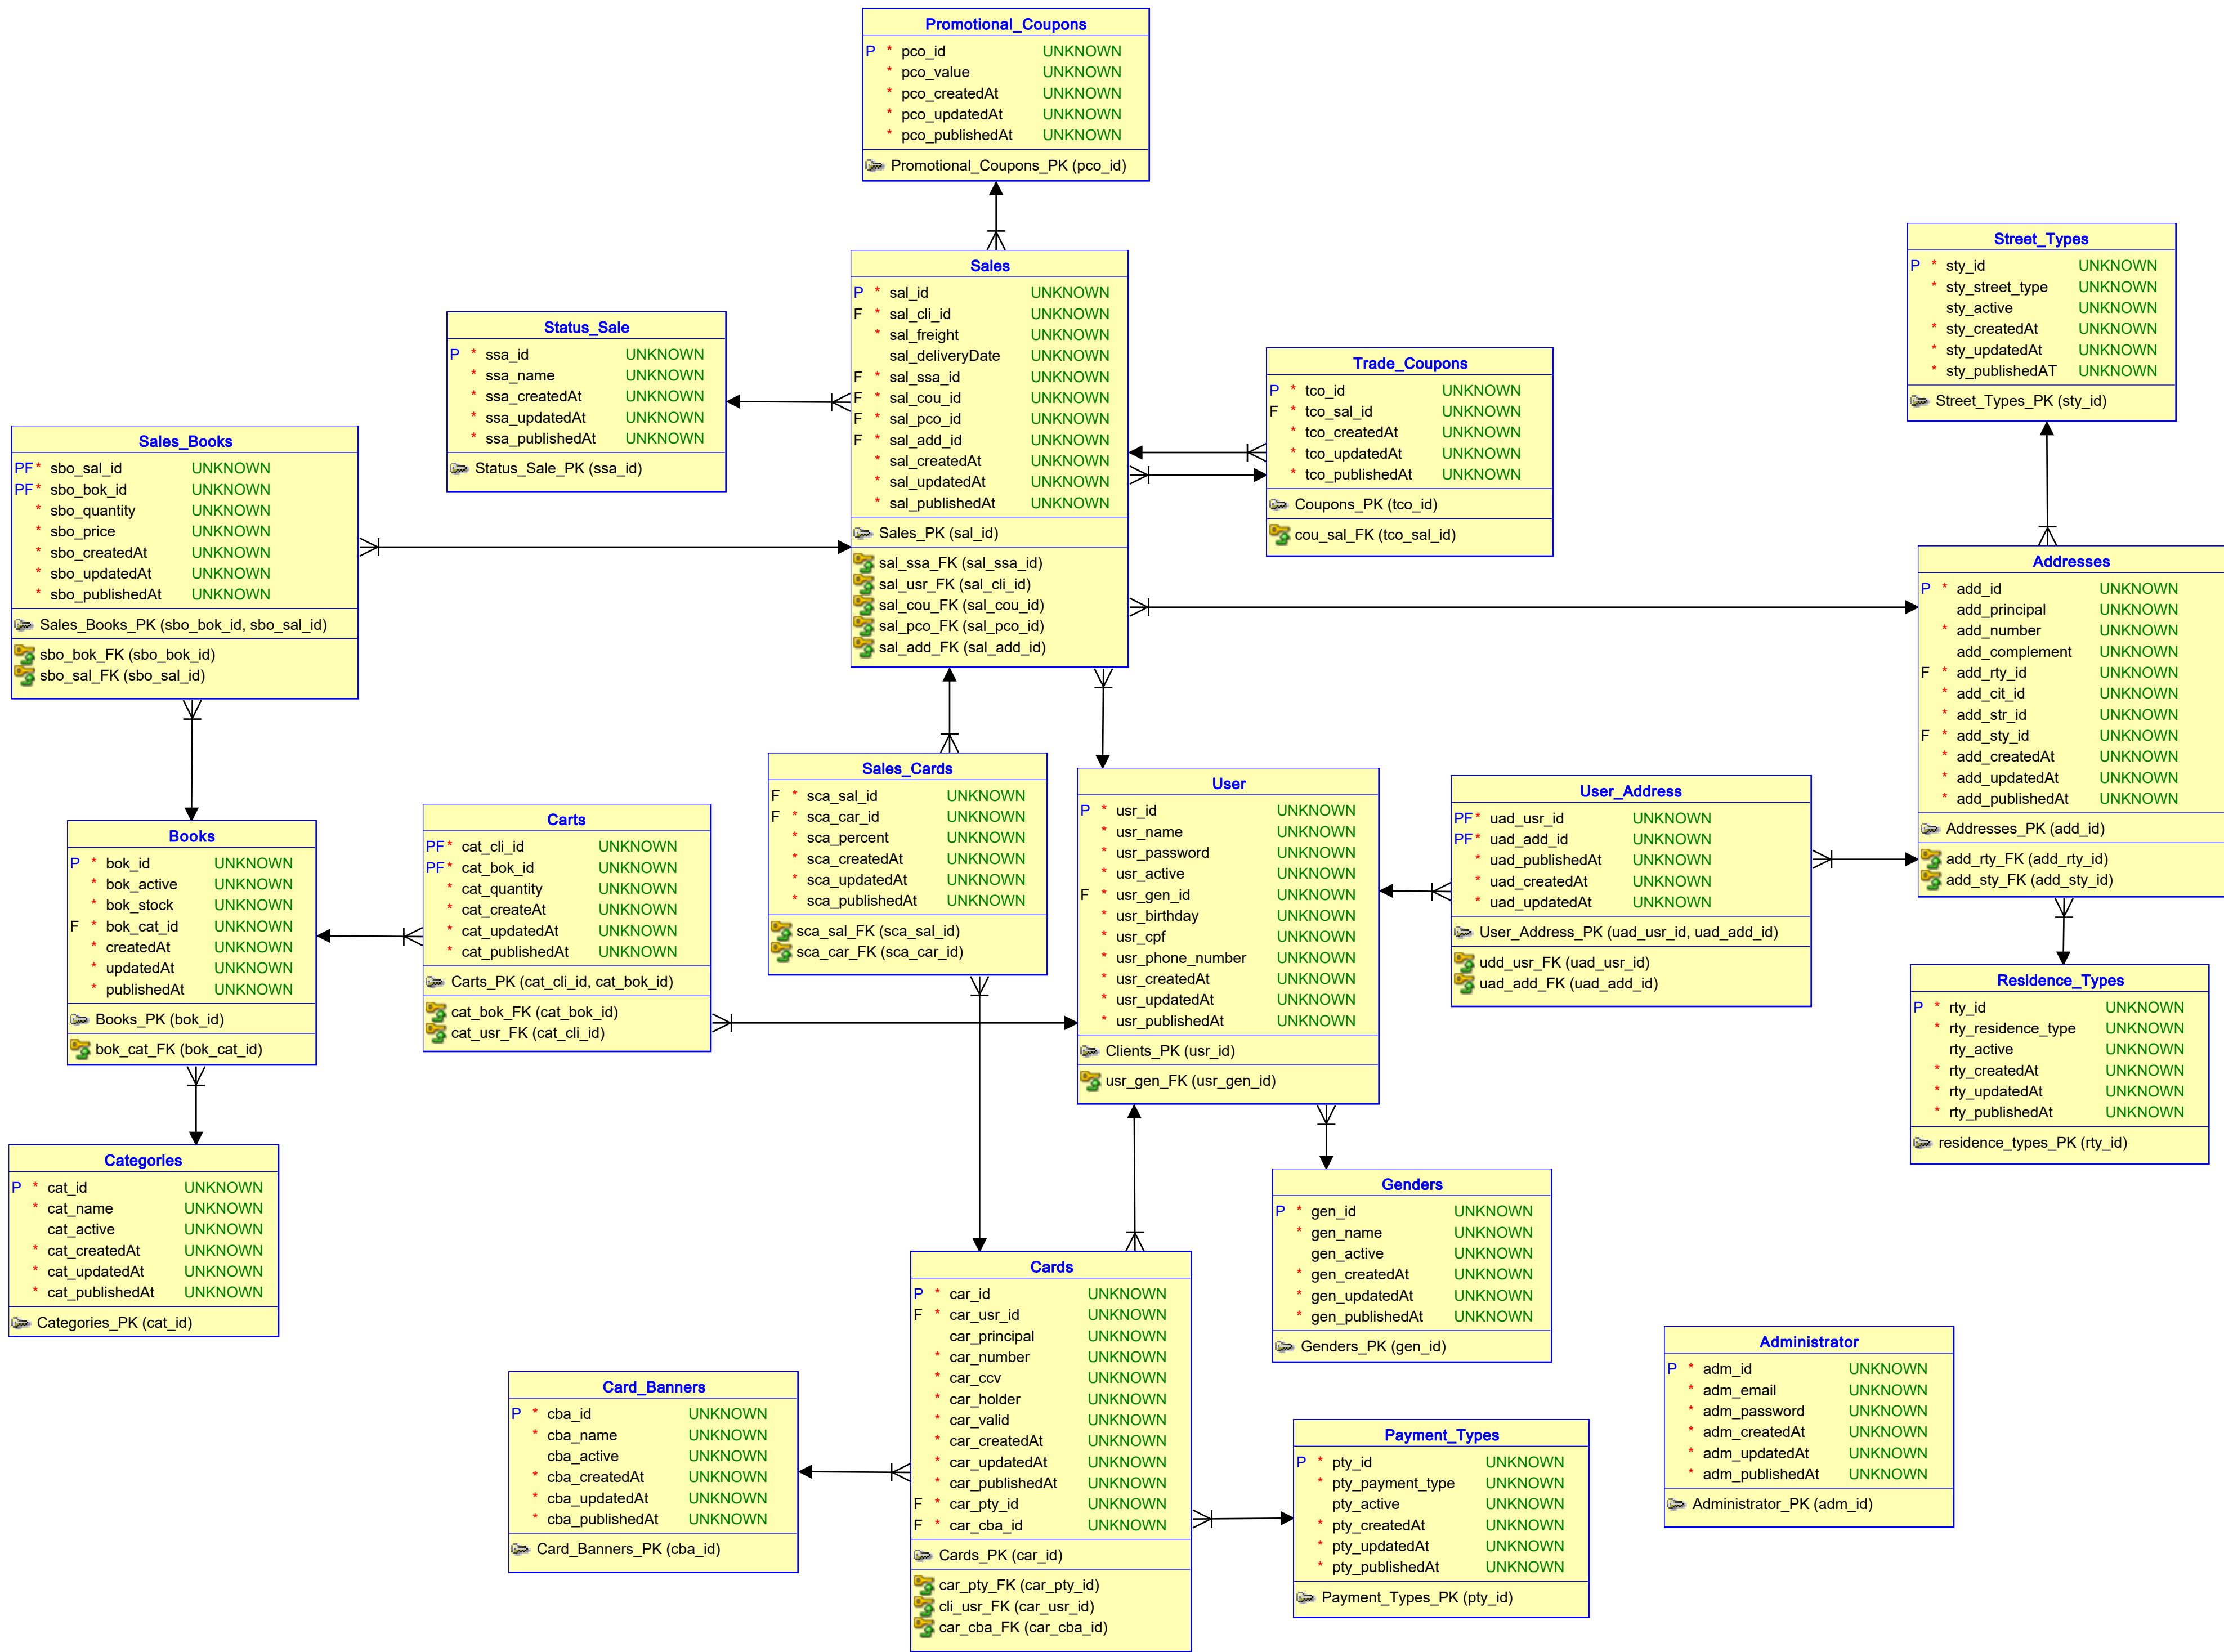 Promotional_Coupons
P * pco_id UNKNOWN
* pco_value UNKNOWN
* pco_createdAt UNKNOWN
* pco_updatedAt UNKNOWN
* pco_publishedAt UNKNOWN
Promotional_Coupons_PK (pco_id)
Sales
P * sal_id UNKNOWN
F * sal_cli_id UNKNOWN
* sal_freight UNKNOWN
sal_deliveryDate UNKNOWN
F * sal_ssa_id UNKNOWN
F * sal_cou_id UNKNOWN
F * sal_pco_id UNKNOWN
F * sal_add_id UNKNOWN
* sal_createdAt UNKNOWN
* sal_updatedAt UNKNOWN
* sal_publishedAt UNKNOWN
Sales_PK (sal_id)
sal_ssa_FK (sal_ssa_id)
sal_usr_FK (sal_cli_id)
sal_cou_FK (sal_cou_id)
sal_pco_FK (sal_pco_id)
sal_add_FK (sal_add_id)
Status_Sale
P * ssa_id UNKNOWN
* ssa_name UNKNOWN
* ssa_createdAt UNKNOWN
* ssa_updatedAt UNKNOWN
* ssa_publishedAt UNKNOWN
Status_Sale_PK (ssa_id)
Trade_Coupons
P * tco_id UNKNOWN
F * tco_sal_id UNKNOWN
* tco_createdAt UNKNOWN
* tco_updatedAt UNKNOWN
* tco_publishedAt UNKNOWN
Coupons_PK (tco_id)
cou_sal_FK (tco_sal_id)
Street_Types
P * sty_id UNKNOWN
* sty_street_type UNKNOWN
sty_active UNKNOWN
* sty_createdAt UNKNOWN
* sty_updatedAt UNKNOWN
* sty_publishedAT UNKNOWN
Street_Types_PK (sty_id)
Sales_Books
PF * sbo_sal_id UNKNOWN
PF * sbo_bok_id UNKNOWN
* sbo_quantity UNKNOWN
* sbo_price UNKNOWN
* sbo_createdAt UNKNOWN
* sbo_updatedAt UNKNOWN
* sbo_publishedAt UNKNOWN
Sales_Books_PK (sbo_bok_id, sbo_sal_id)
sbo_bok_FK (sbo_bok_id)
sbo_sal_FK (sbo_sal_id)
Addresses
P * add_id UNKNOWN
add_principal UNKNOWN
* add_number UNKNOWN
add_complement UNKNOWN
F * add_rty_id UNKNOWN
* add_cit_id UNKNOWN
* add_str_id UNKNOWN
F * add_sty_id UNKNOWN
* add_createdAt UNKNOWN
* add_updatedAt UNKNOWN
* add_publishedAt UNKNOWN
Addresses_PK (add_id)
add_rty_FK (add_rty_id)
add_sty_FK (add_sty_id)
Sales_Cards
F * sca_sal_id UNKNOWN
F * sca_car_id UNKNOWN
* sca_percent UNKNOWN
* sca_createdAt UNKNOWN
* sca_updatedAt UNKNOWN
* sca_publishedAt UNKNOWN
sca_sal_FK (sca_sal_id)
sca_car_FK (sca_car_id)
User
P * usr_id UNKNOWN
* usr_name UNKNOWN
* usr_password UNKNOWN
* usr_active UNKNOWN
F * usr_gen_id UNKNOWN
* usr_birthday UNKNOWN
* usr_cpf UNKNOWN
* usr_phone_number UNKNOWN
* usr_createdAt UNKNOWN
* usr_updatedAt UNKNOWN
* usr_publishedAt UNKNOWN
Clients_PK (usr_id)
usr_gen_FK (usr_gen_id)
User_Address
PF * uad_usr_id UNKNOWN
PF * uad_add_id UNKNOWN
* uad_publishedAt UNKNOWN
* uad_createdAt UNKNOWN
* uad_updatedAt UNKNOWN
User_Address_PK (uad_usr_id, uad_add_id)
udd_usr_FK (uad_usr_id)
uad_add_FK (uad_add_id)
Books
P * bok_id UNKNOWN
* bok_active UNKNOWN
* bok_stock UNKNOWN
F * bok_cat_id UNKNOWN
* createdAt UNKNOWN
* updatedAt UNKNOWN
* publishedAt UNKNOWN
Books_PK (bok_id)
bok_cat_FK (bok_cat_id)
Carts
PF * cat_cli_id UNKNOWN
PF * cat_bok_id UNKNOWN
* cat_quantity UNKNOWN
* cat_createAt UNKNOWN
* cat_updatedAt UNKNOWN
* cat_publishedAt UNKNOWN
Carts_PK (cat_cli_id, cat_bok_id)
cat_bok_FK (cat_bok_id)
cat_usr_FK (cat_cli_id)
Residence_Types
P * rty_id UNKNOWN
* rty_residence_type UNKNOWN
rty_active UNKNOWN
* rty_createdAt UNKNOWN
* rty_updatedAt UNKNOWN
* rty_publishedAt UNKNOWN
residence_types_PK (rty_id)
Categories
P * cat_id UNKNOWN
* cat_name UNKNOWN
cat_active UNKNOWN
* cat_createdAt UNKNOWN
* cat_updatedAt UNKNOWN
* cat_publishedAt UNKNOWN
Categories_PK (cat_id)
Genders
P * gen_id UNKNOWN
* gen_name UNKNOWN
gen_active UNKNOWN
* gen_createdAt UNKNOWN
* gen_updatedAt UNKNOWN
* gen_publishedAt UNKNOWN
Genders_PK (gen_id)
Cards
P * car_id UNKNOWN
F * car_usr_id UNKNOWN
car_principal UNKNOWN
* car_number UNKNOWN
* car_ccv UNKNOWN
* car_holder UNKNOWN
* car_valid UNKNOWN
* car_createdAt UNKNOWN
* car_updatedAt UNKNOWN
* car_publishedAt UNKNOWN
F * car_pty_id UNKNOWN
F * car_cba_id UNKNOWN
Cards_PK (car_id)
car_pty_FK (car_pty_id)
cli_usr_FK (car_usr_id)
car_cba_FK (car_cba_id)
Card_Banners
P * cba_id UNKNOWN
* cba_name UNKNOWN
cba_active UNKNOWN
* cba_createdAt UNKNOWN
* cba_updatedAt UNKNOWN
* cba_publishedAt UNKNOWN
Card_Banners_PK (cba_id)
Payment_Types
P * pty_id UNKNOWN
* pty_payment_type UNKNOWN
pty_active UNKNOWN
* pty_createdAt UNKNOWN
* pty_updatedAt UNKNOWN
* pty_publishedAt UNKNOWN
Payment_Types_PK (pty_id)
Administrator
P * adm_id UNKNOWN
* adm_email UNKNOWN
* adm_password UNKNOWN
* adm_createdAt UNKNOWN
* adm_updatedAt UNKNOWN
* adm_publishedAt UNKNOWN
Administrator_PK (adm_id)